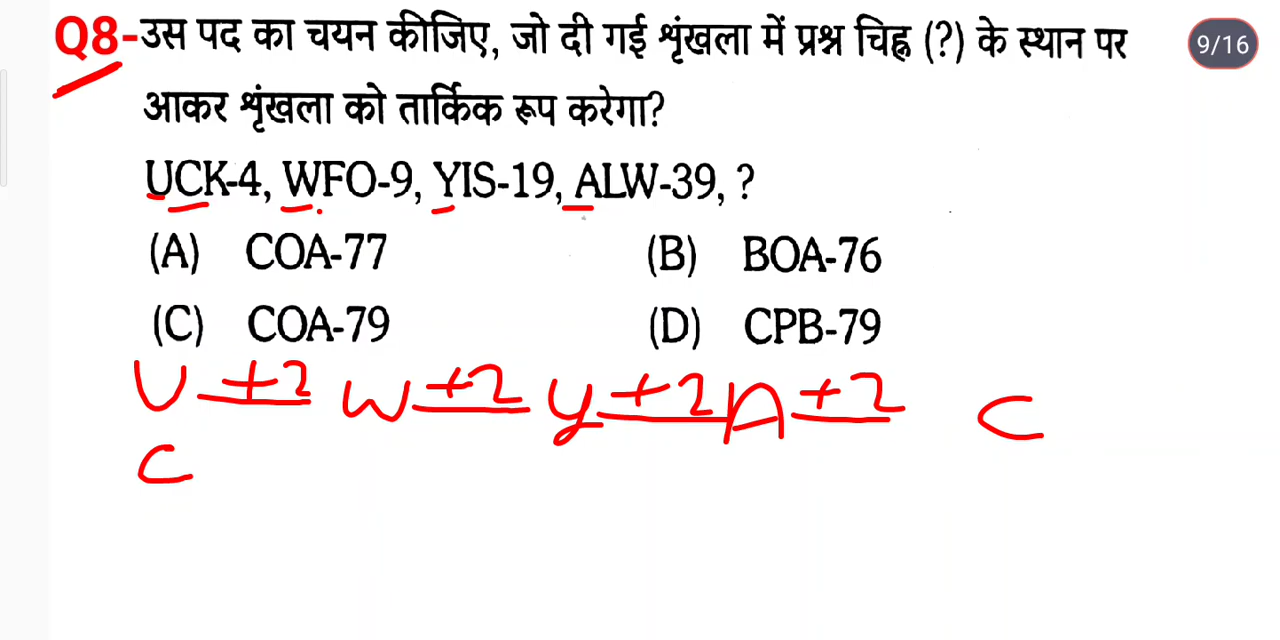 Q8-उस पद का चयन कीजिए, जो दी गई शृंखला में प्रश्न चिह्न (?) के स्थान पर
9/16
आकर शृंखला को तार्किक रूप करेगा?
UCK-4, WFO-9, YIS-19, ALW-39, ?
(A) COA-77 (B) BOA-76
(C) COA-79 (D) CPB-79
U +2 W +2 Y +2 A +2 C
C